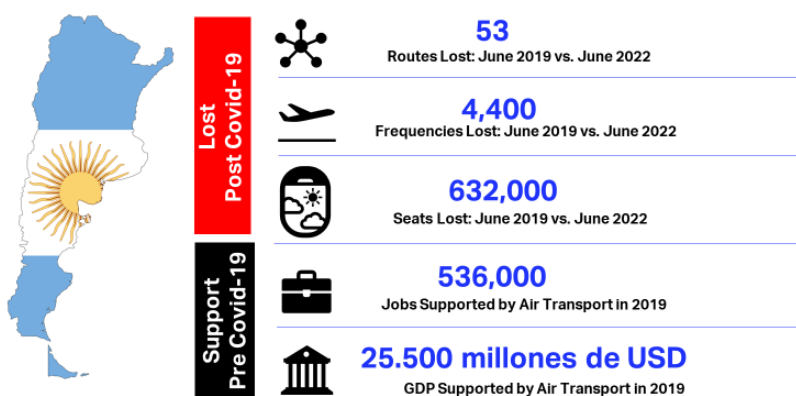 Lost
Post Covid-19
53
Routes Lost: June 2019 vs. June 2022
4,400
Frequencies Lost: June 2019 vs. June 2022
632,000
Seats Lost: June 2019 vs. June 2022
Support
Pre Covid-19
536,000
Jobs Supported by Air Transport in 2019
25.500 millones de USD
GDP Supported by Air Transport in 2019